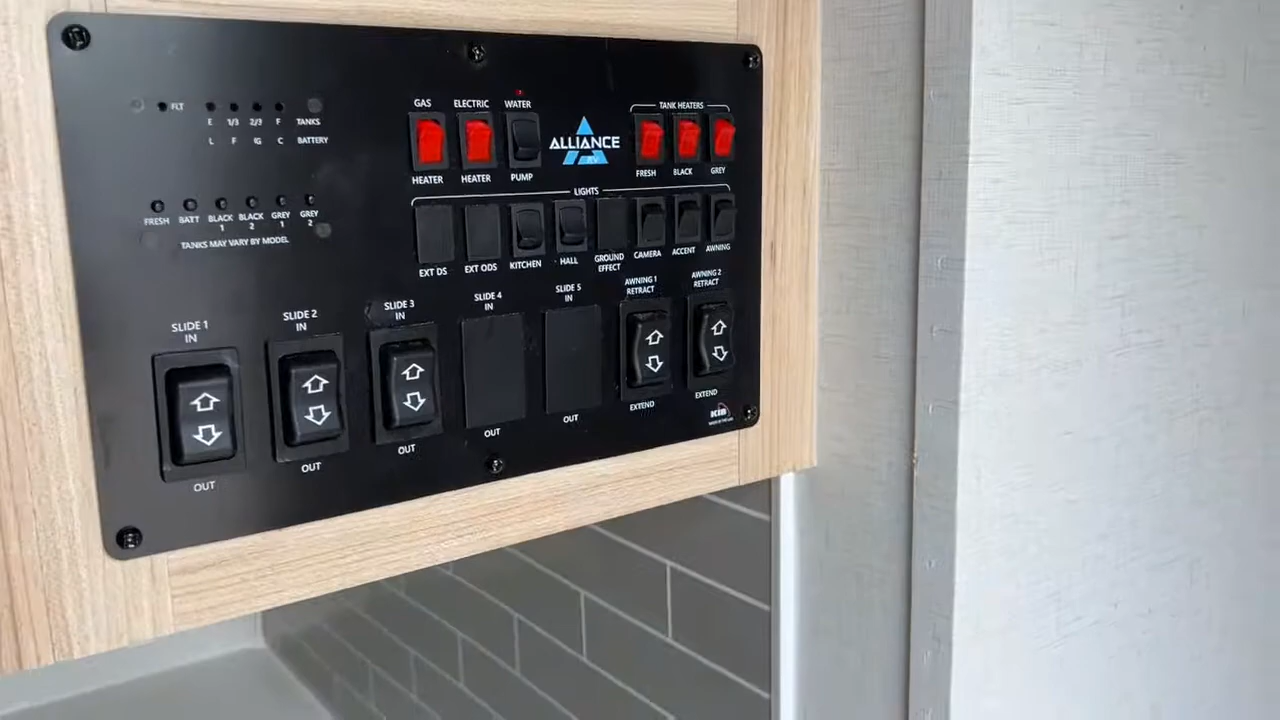 FLT
E 1/3 2/3 F TANKS
L F G C BATTERY
FRESH BATT BLACK 1 BLACK 2 GREY 1 GREY 2
TANKS MAY VARY BY MODEL
GAS ELECTRIC WATER
HEATER HEATER PUMP
ALLIANCE
RV
TANK HEATERS
FRESH BLACK GREY
LIGHTS
EXT DS EXT ODS KITCHEN HALL GROUND EFFECT CAMERA ACCENT AWNING
SLIDE 1 IN
OUT
SLIDE 2 IN
OUT
SLIDE 3 IN
OUT
SLIDE 4 IN
OUT
SLIDE 5 IN
OUT
AWNING 1 RETRACT
EXTEND
AWNING 2 RETRACT
EXTEND
KIB